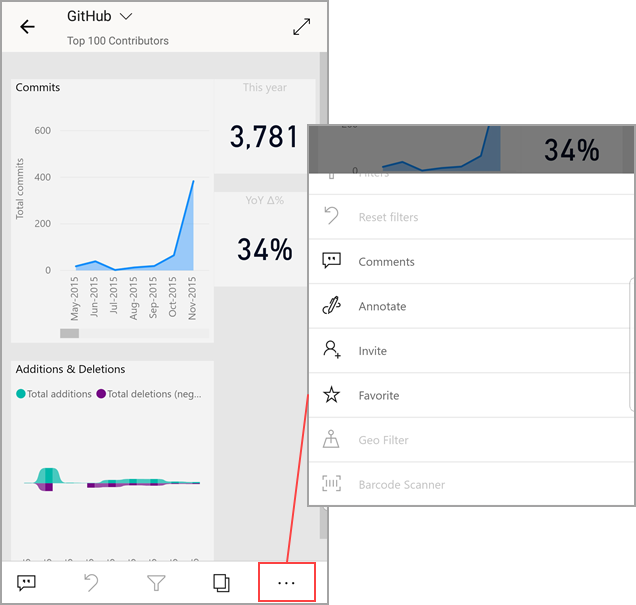 GitHub
Top 100 Contributors
Commits
Total commits
600
400
200
0
May-2015
Jun-2015
Jul-2015
Aug-2015
Sep-2015
Oct-2015
Nov-2015
This year
3,781
YoY Δ%
34%
Additions & Deletions
Total additions
Total deletions (neg...
...
0
34%
Filters
Reset filters
Comments
Annotate
Invite
Favorite
Geo Filter
Barcode Scanner